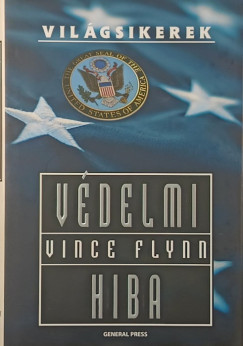 VILÁGSIKEREK
VÉDELMI
VINCE FLYNN
HIBA
GENERAL PRESS